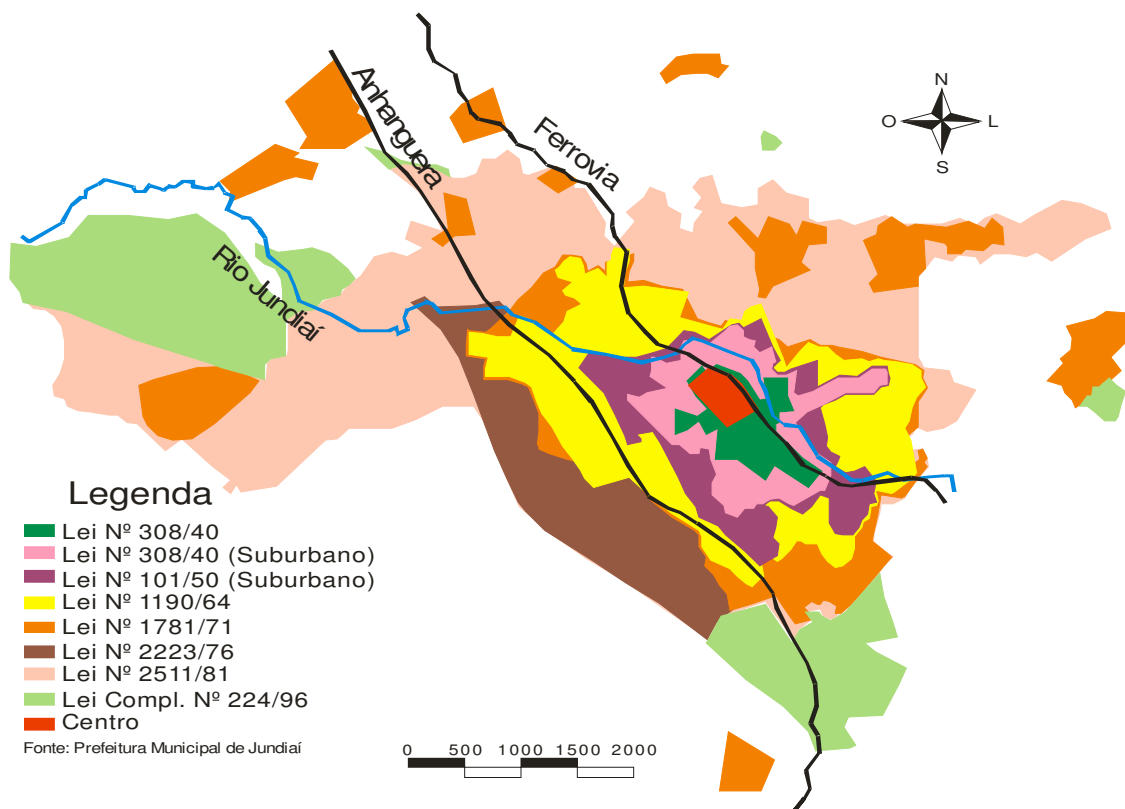 Anhanguera
Ferrovia
N
O
L
S
Rio Jundiaí
Legenda
Lei Nº 308/40
Lei Nº 308/40 (Suburbano)
Lei Nº 101/50 (Suburbano)
Lei Nº 1190/64
Lei Nº 1781/71
Lei Nº 2223/76
Lei Nº 2511/81
Lei Compl. Nº 224/96
Centro
Fonte: Prefeitura Municipal de Jundiaí
0 500 1000 1500 2000